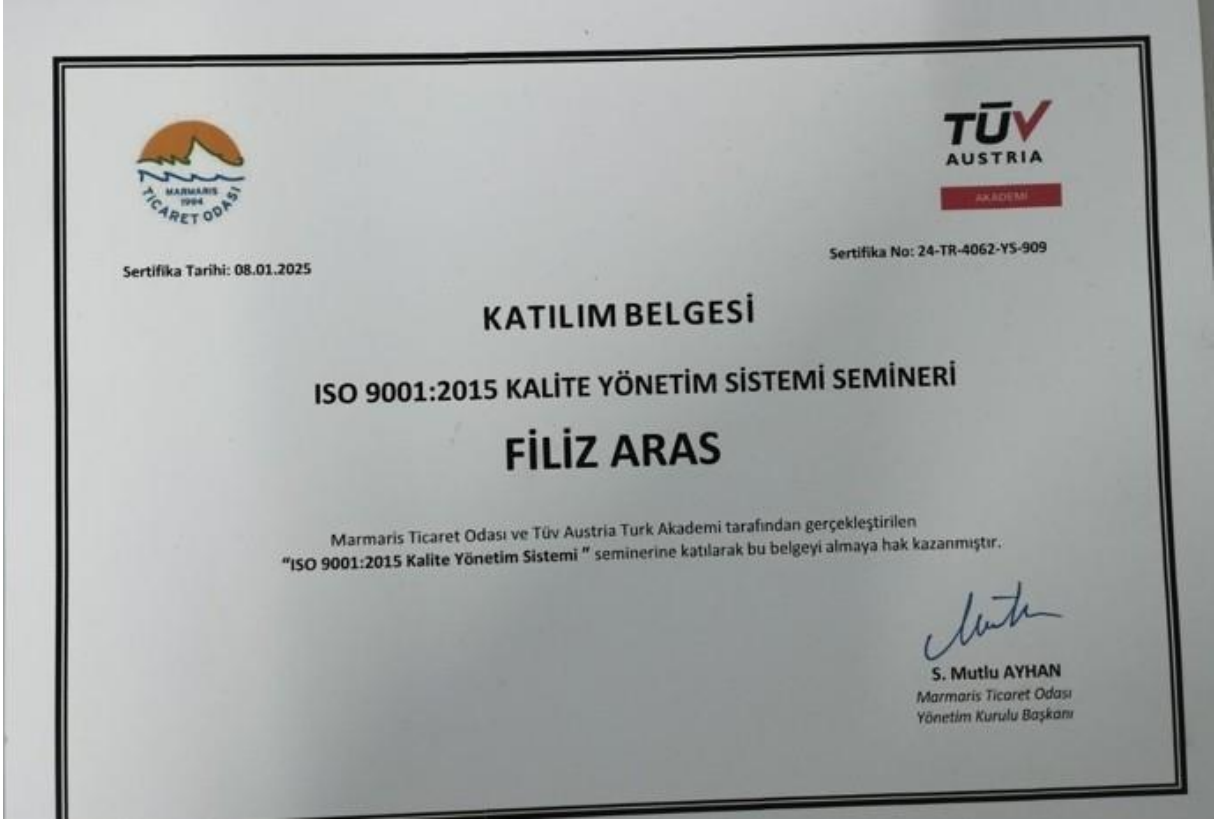 MARMARIS
1994
TİCARET ODASI
TÜV
AUSTRIA
AKADEMİ
Sertifika Tarihi: 08.01.2025
Sertifika No: 24-TR-4062-YS-909
KATILIM BELGESİ
ISO 9001:2015 KALİTE YÖNETİM SİSTEMİ SEMİNERİ
FİLİZ ARAS
Marmaris Ticaret Odası ve Tüv Austria Turk Akademi tarafından gerçekleştirilen
“ISO 9001:2015 Kalite Yönetim Sistemi ” seminerine katılarak bu belgeyi almaya hak kazanmıştır.
S. Mutlu AYHAN
Marmaris Ticaret Odası
Yönetim Kurulu Başkanı